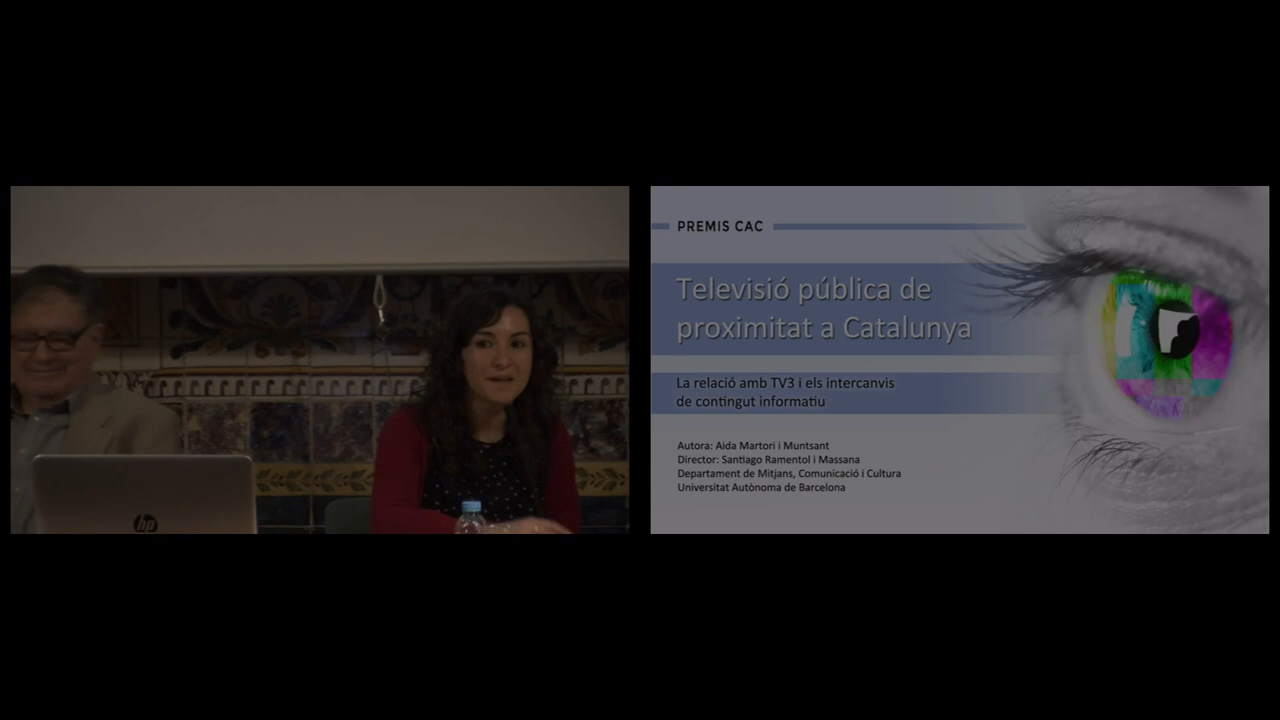 hp
PREMIS CAC
Televisió pública de
proximitat a Catalunya
La relació amb TV3 i els intercanvis
de contingut informatiu
Autora: Aida Martori i Muntsant
Director: Santiago Ramentol i Massana
Departament de Mitjans, Comunicació i Cultura
Universitat Autònoma de Barcelona